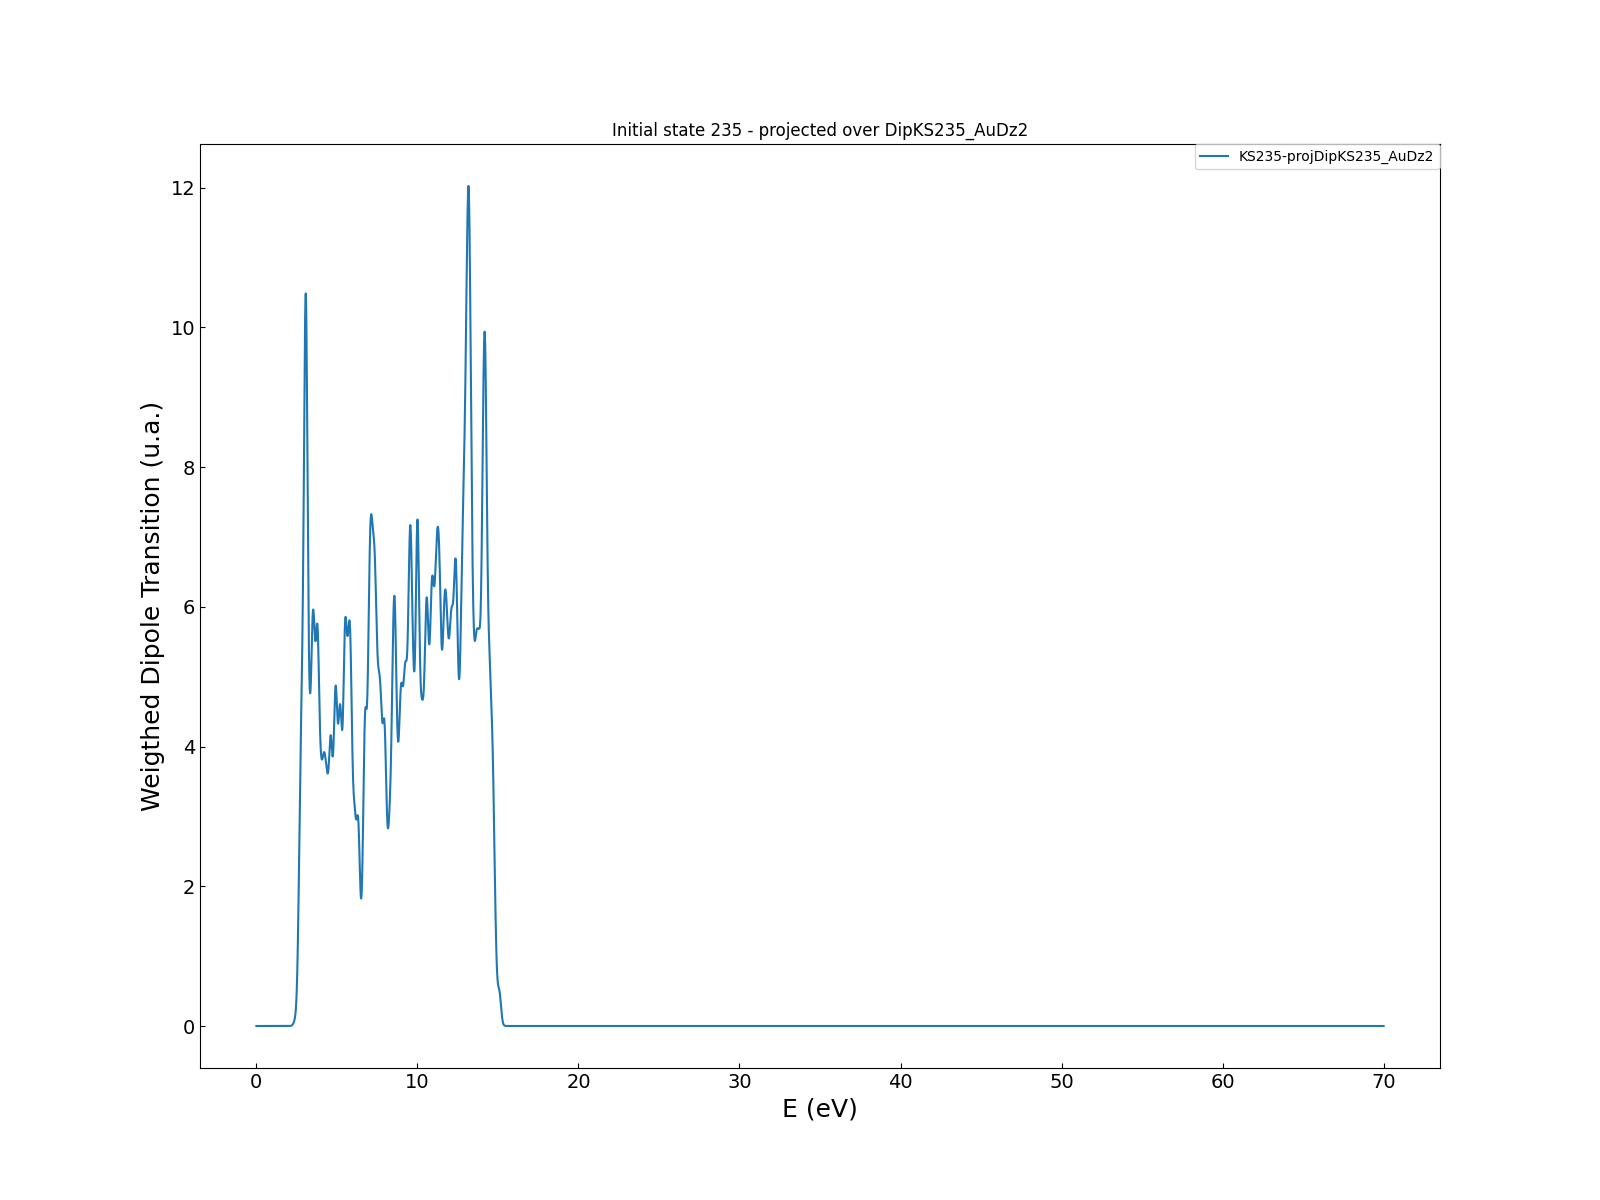 Initial state 235 - projected over DipKS235_AuDz2
KS235-projDipKS235_AuDz2
12
10
8
6
4
2
0
Weigthed Dipole Transition (u.a.)
0 10 20 30 40 50 60 70
E (eV)